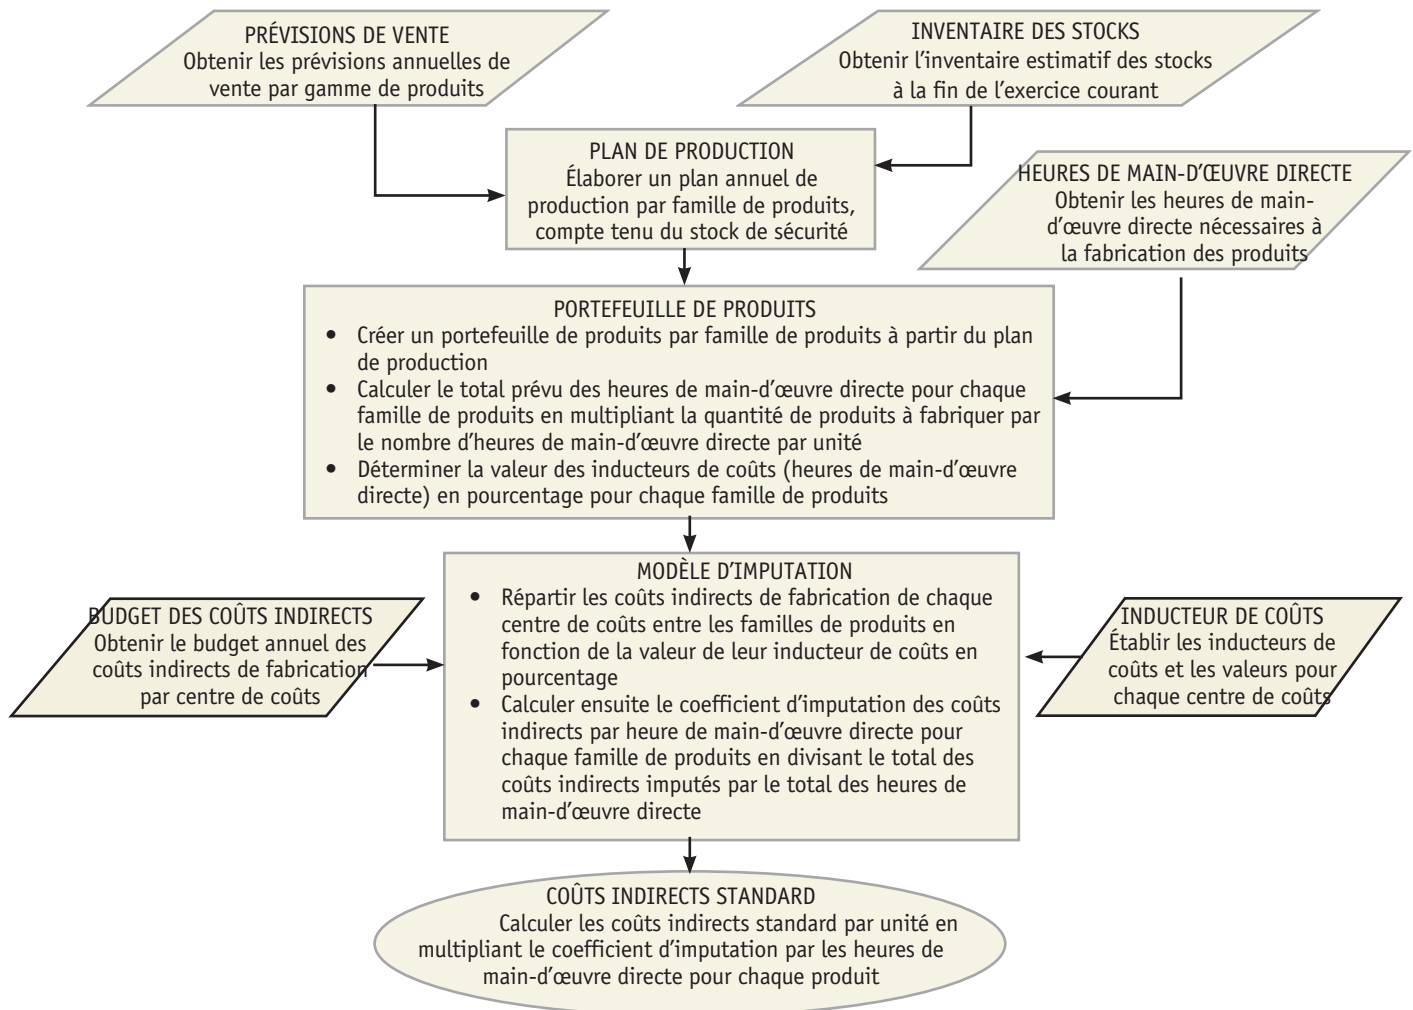 PRÉVISIONS DE VENTE
Obtenir les prévisions annuelles de
vente par gamme de produits
INVENTAIRE DES STOCKS
Obtenir l’inventaire estimatif des stocks
à la fin de l’exercice courant
PLAN DE PRODUCTION
Élaborer un plan annuel de
production par famille de produits,
compte tenu du stock de sécurité
HEURES DE MAIN-D’ŒUVRE DIRECTE
Obtenir les heures de main-
d’œuvre directe nécessaires à
la fabrication des produits
PORTEFEUILLE DE PRODUITS
• Créer un portefeuille de produits par famille de produits à partir du plan
de production
• Calculer le total prévu des heures de main-d’œuvre directe pour chaque
famille de produits en multipliant la quantité de produits à fabriquer par
le nombre d’heures de main-d’œuvre directe par unité
• Déterminer la valeur des inducteurs de coûts (heures de main-d’œuvre
directe) en pourcentage pour chaque famille de produits
BUDGET DES COÛTS INDIRECTS
Obtenir le budget annuel des
coûts indirects de fabrication
par centre de coûts
MODÈLE D’IMPUTATION
• Répartir les coûts indirects de fabrication de chaque
centre de coûts entre les familles de produits en
fonction de la valeur de leur inducteur de coûts en
pourcentage
• Calculer ensuite le coefficient d’imputation des coûts
indirects par heure de main-d’œuvre directe pour
chaque famille de produits en divisant le total des
coûts indirects imputés par le total des heures de
main-d’œuvre directe
INDUCTEUR DE COÛTS
Établir les inducteurs de
coûts et les valeurs pour
chaque centre de coûts
COÛTS INDIRECTS STANDARD
Calculer les coûts indirects standard par unité en
multipliant le coefficient d’imputation par les heures de
main-d’œuvre directe pour chaque produit